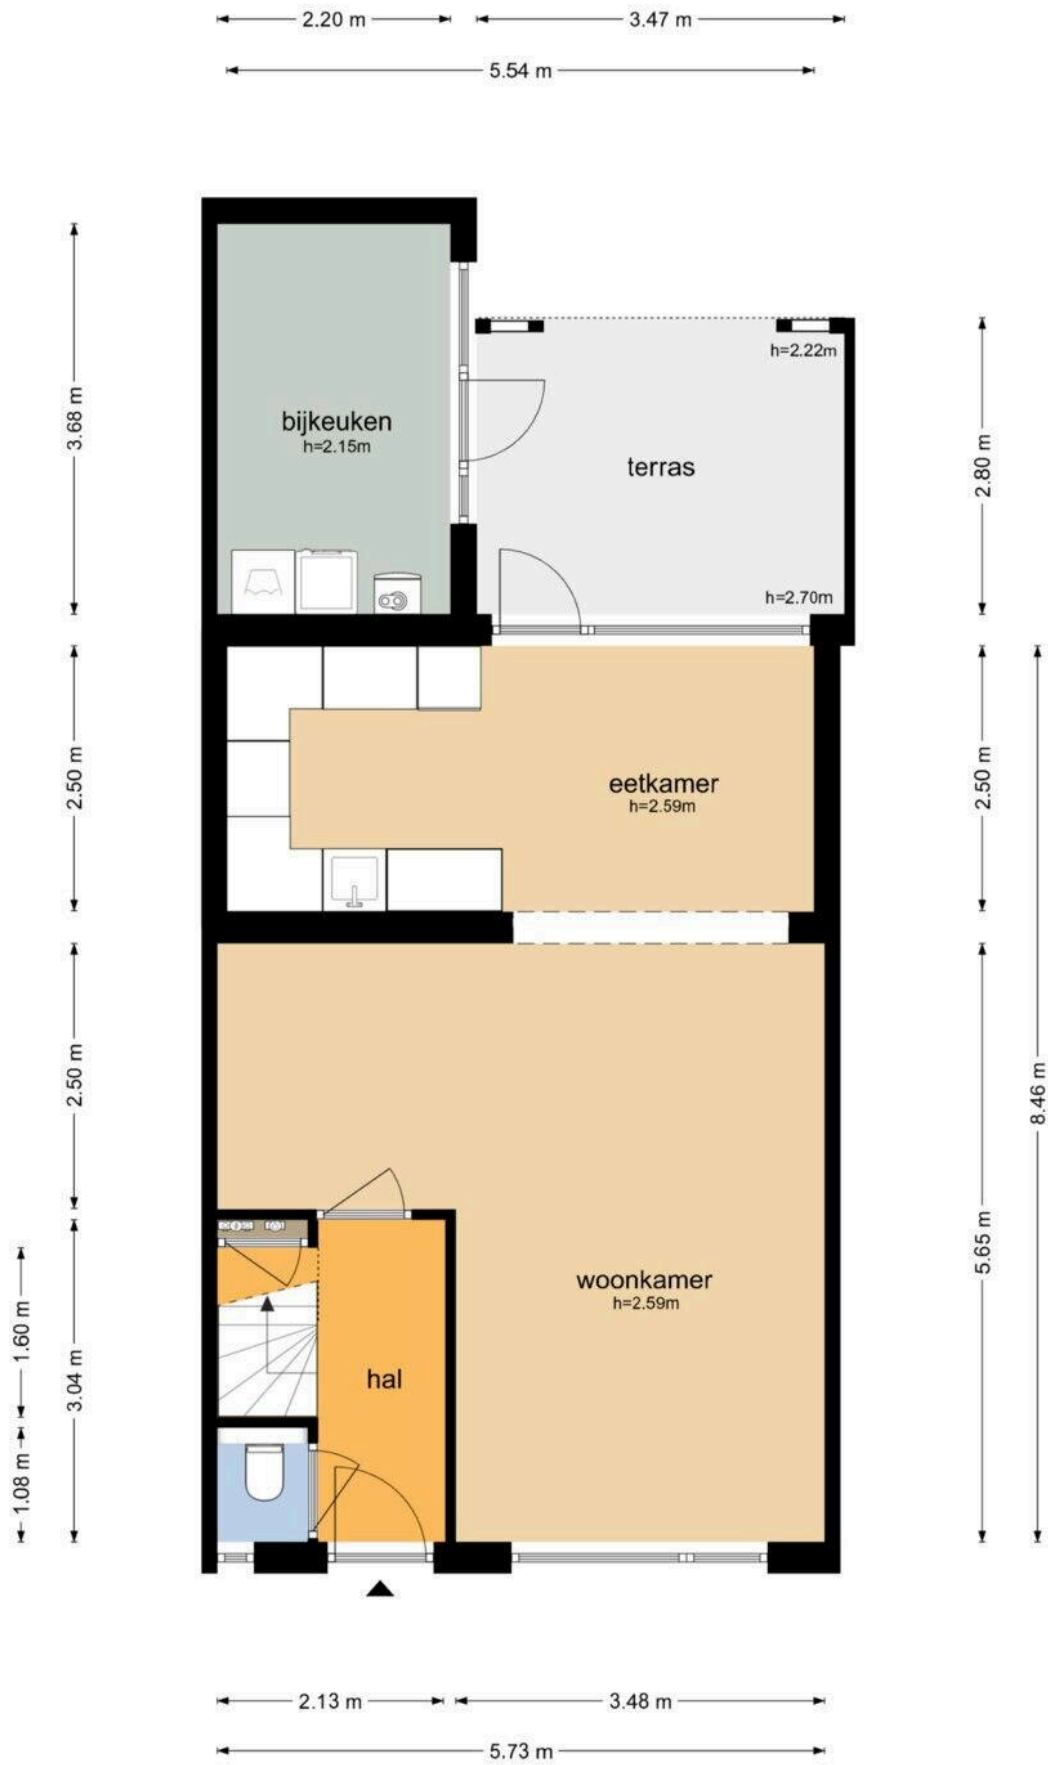 2.20 m
3.47 m
5.54 m
h=2.22m
3.68 m
bijkeuken
h=2.15m
terras
2.80 m
h=2.70m
2.50 m
eetkamer
h=2.59m
2.50 m
8.46 m
2.50 m
5.65 m
woonkamer
h=2.59m
1.60 m
3.04 m
hal
1.08 m
2.13 m
3.48 m
5.73 m